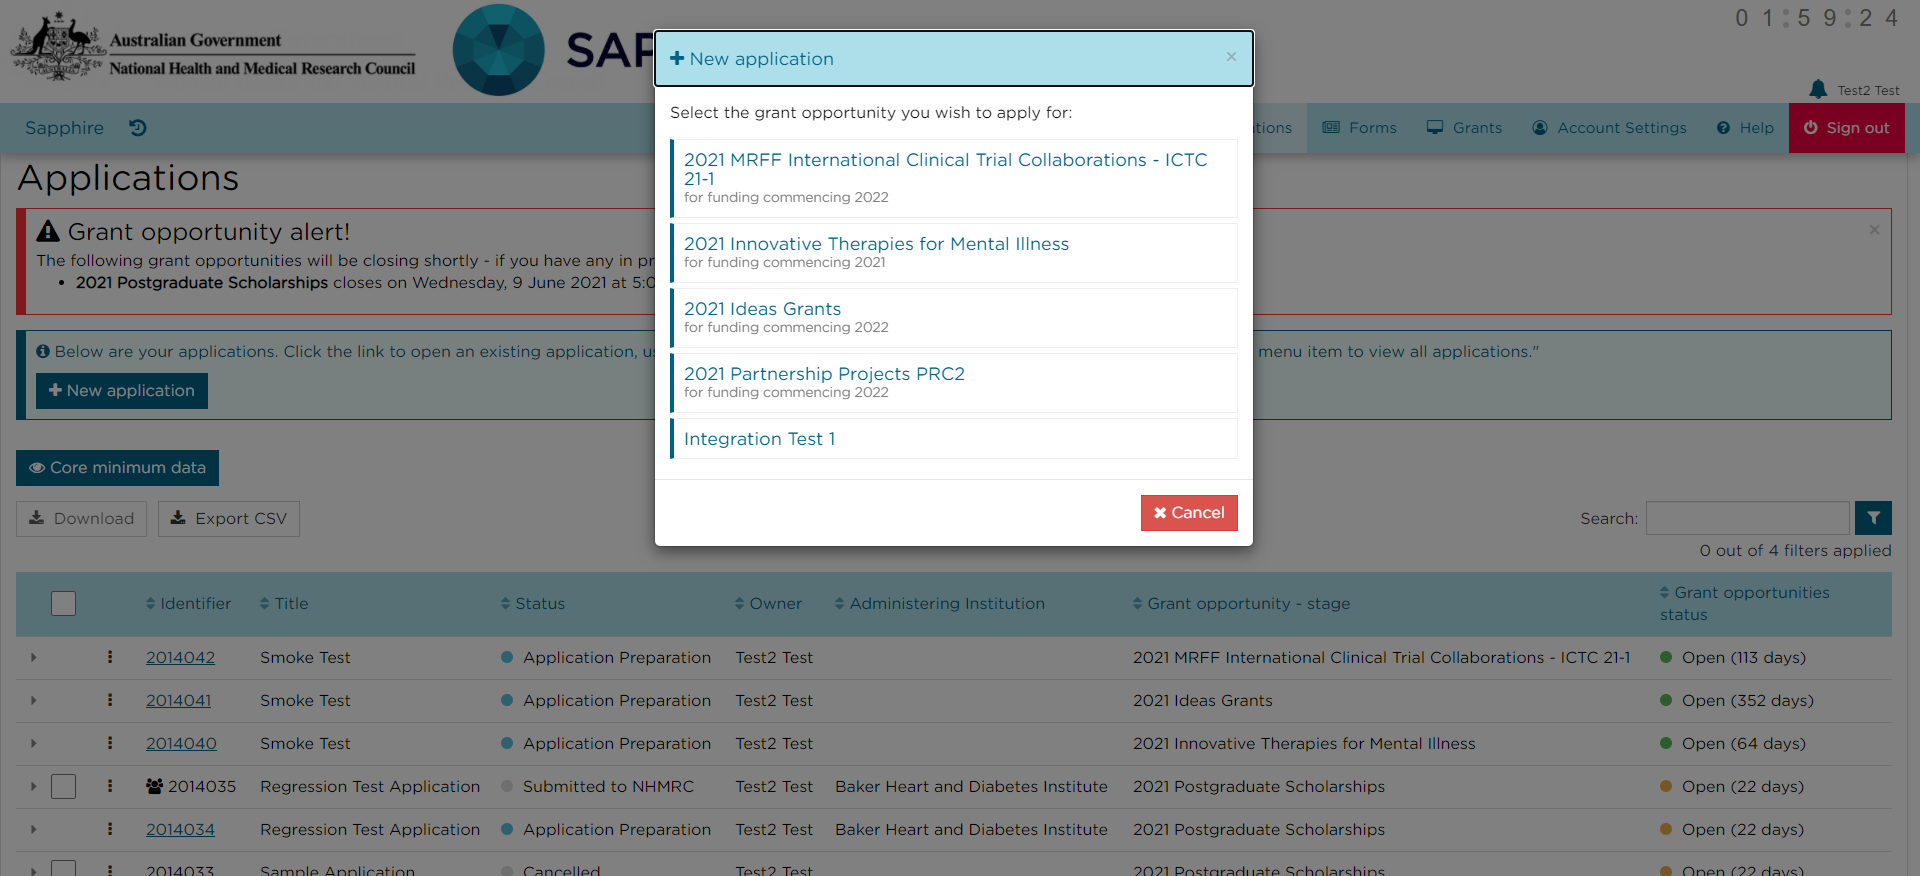 Australian Government
National Health and Medical Research Council
SAP
01:59:24
Test2 Test
Sapphire
Forms
Grants
Account Settings
Help
Sign out
+ New application
×
Select the grant opportunity you wish to apply for:
2021 MRFF International Clinical Trial Collaborations - ICTC
21-1
for funding commencing 2022
2021 Innovative Therapies for Mental Illness
for funding commencing 2021
2021 Ideas Grants
for funding commencing 2022
2021 Partnership Projects PRC2
for funding commencing 2022
Integration Test 1
Cancel
Applications
Grant opportunity alert!
×
The following grant opportunities will be closing shortly - if you have any in pr
• 2021 Postgraduate Scholarships closes on Wednesday, 9 June 2021 at 5:0
Below are your applications. Click the link to open an existing application, u
menu item to view all applications."
+ New application
Core minimum data
Download
Export CSV
Search:
0 out of 4 filters applied
Identifier Title Status Owner Administering Institution Grant opportunity - stage Grant opportunities
status
2014042 Smoke Test Application Preparation Test2 Test 2021 MRFF International Clinical Trial Collaborations - ICTC 21-1 Open (113 days)
2014041 Smoke Test Application Preparation Test2 Test 2021 Ideas Grants Open (352 days)
2014040 Smoke Test Application Preparation Test2 Test 2021 Innovative Therapies for Mental Illness Open (64 days)
2014035 Regression Test Application Submitted to NHMRC Test2 Test Baker Heart and Diabetes Institute 2021 Postgraduate Scholarships Open (22 days)
2014034 Regression Test Application Application Preparation Test2 Test Baker Heart and Diabetes Institute 2021 Postgraduate Scholarships Open (22 days)
2014033 Sample Application Cancelled Test2 Test 2021 Postgraduate Scholarships Open (22 days)